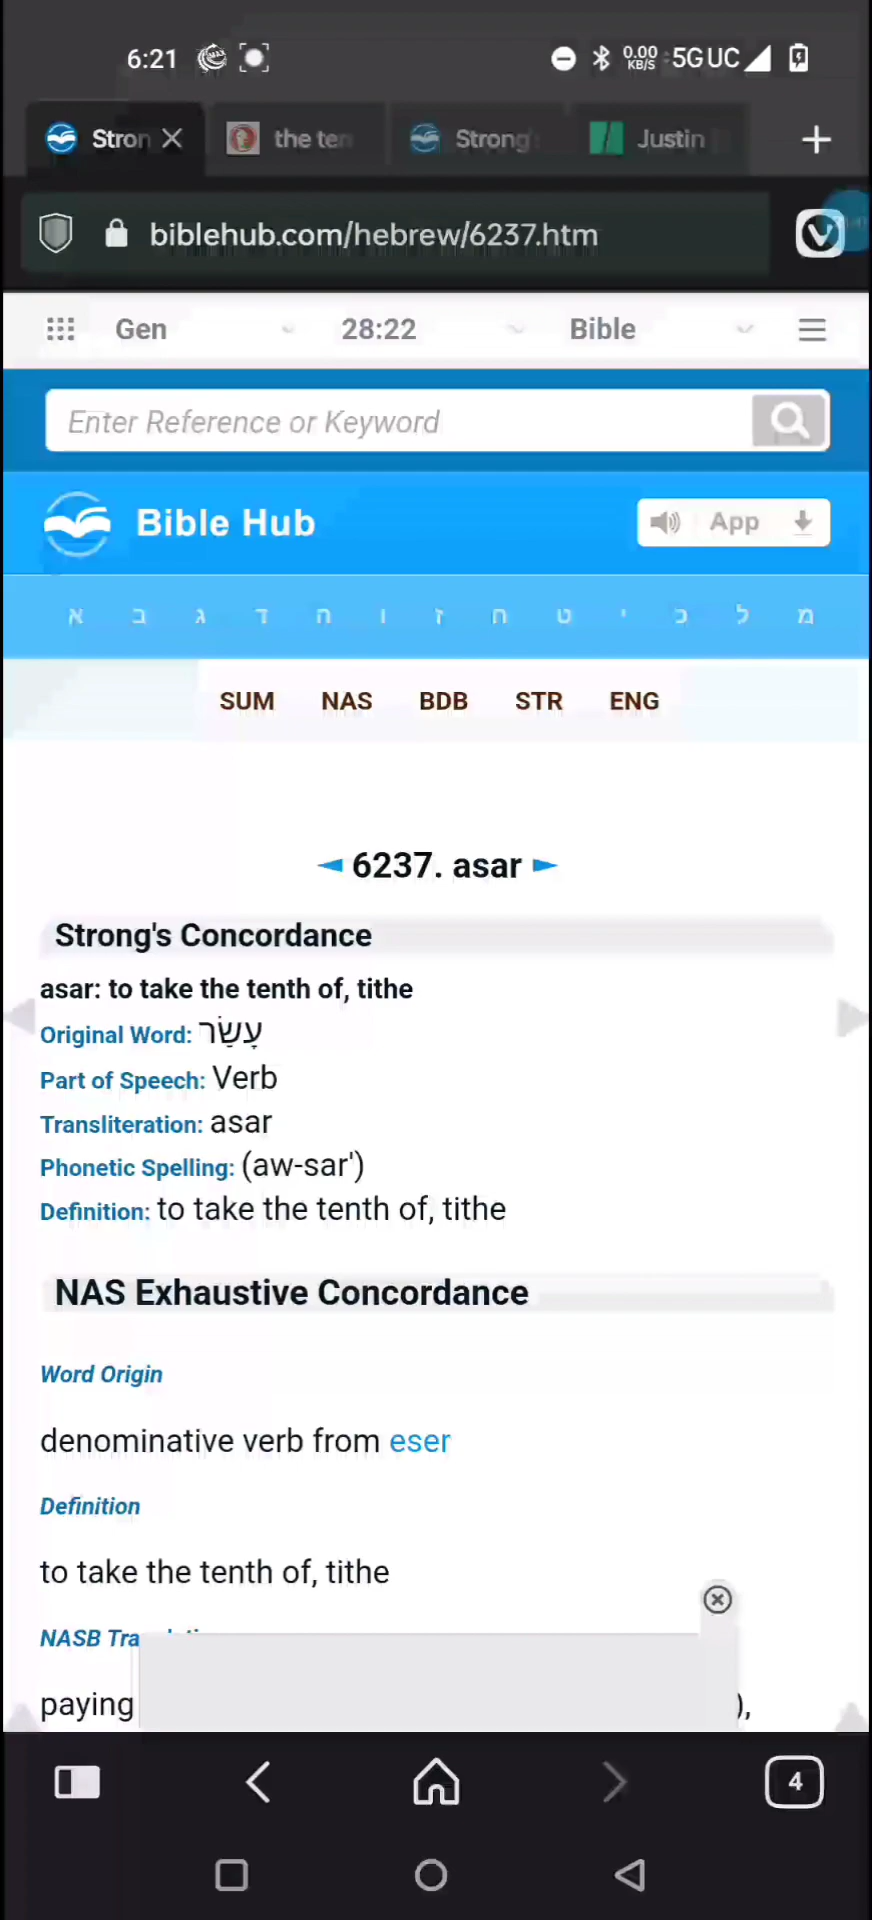 6:21 0.00 KB/S 5G UC
Stron the ten Strong's Justin
biblehub.com/hebrew/6237.htm
Gen 28:22 Bible
Enter Reference or Keyword
Bible Hub App
א ב ג ד ה ו ז ח ט י כ ל מ
SUM NAS BDB STR ENG
◄ 6237. asar ►
Strong's Concordance
asar: to take the tenth of, tithe
Original Word: עָשַׂר
Part of Speech: Verb
Transliteration: asar
Phonetic Spelling: (aw-sar')
Definition: to take the tenth of, tithe
NAS Exhaustive Concordance
Word Origin
denominative verb from eser
Definition
to take the tenth of, tithe
NASB
paying ),
4